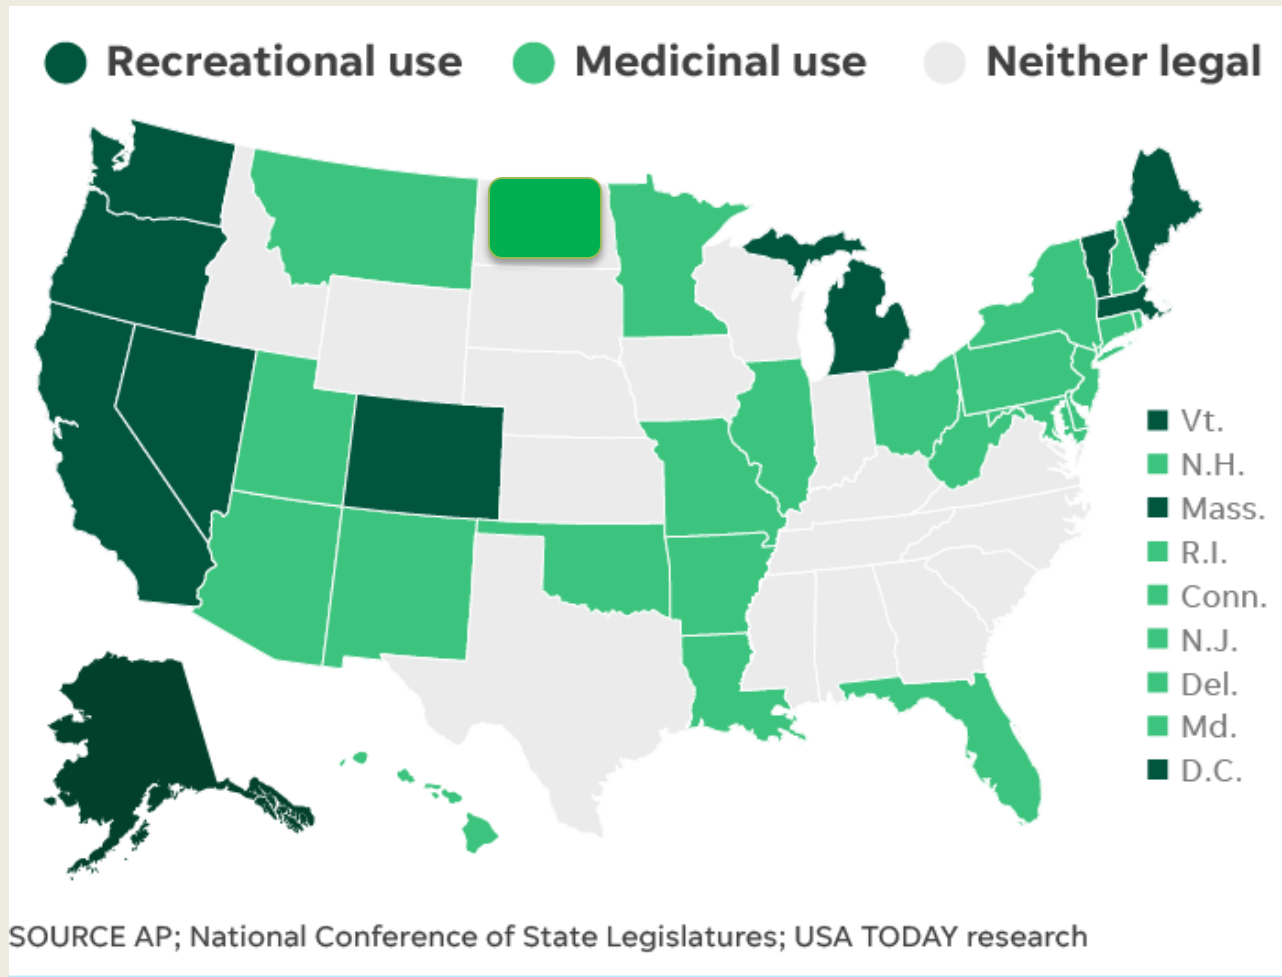 Recreational use
Medicinal use
Neither legal
Vt.
N.H.
Mass.
R.I.
Conn.
N.J.
Del.
Md.
D.C.
SOURCE AP; National Conference of State Legislatures; USA TODAY research